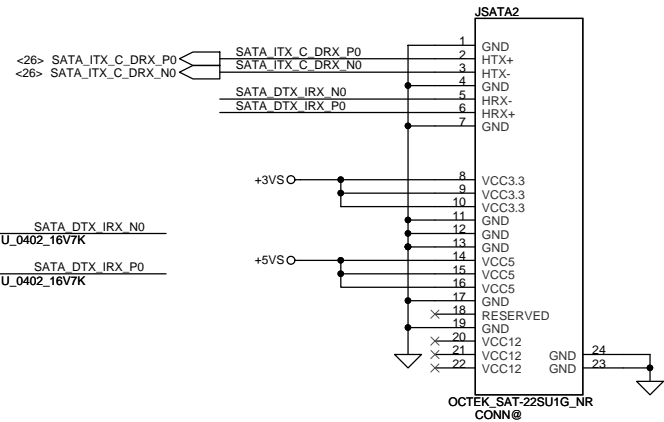 JSATA2
<26> SATA_ITX_C_DRX_P0 SATA_ITX_C_DRX_P0 1 GND
2 HTX+
<26> SATA_ITX_C_DRX_N0 SATA_ITX_C_DRX_N0 3 HTX-
4 GND
SATA_DTX_IRX_N0 5 HRX-
SATA_DTX_IRX_P0 6 HRX+
7 GND
+3VS 8 VCC3.3
9 VCC3.3
10 VCC3.3
11 GND
12 GND
13 GND
+5VS 14 VCC5
15 VCC5
16 VCC5
17 GND
18 RESERVED
19 GND
20 VCC12
21 VCC12 GND 24
22 VCC12 GND 23
OCTEK_SAT-22SU1G_NR
CONN@
SATA_DTX_IRX_N0
U_0402_16V7K
SATA_DTX_IRX_P0
U_0402_16V7K